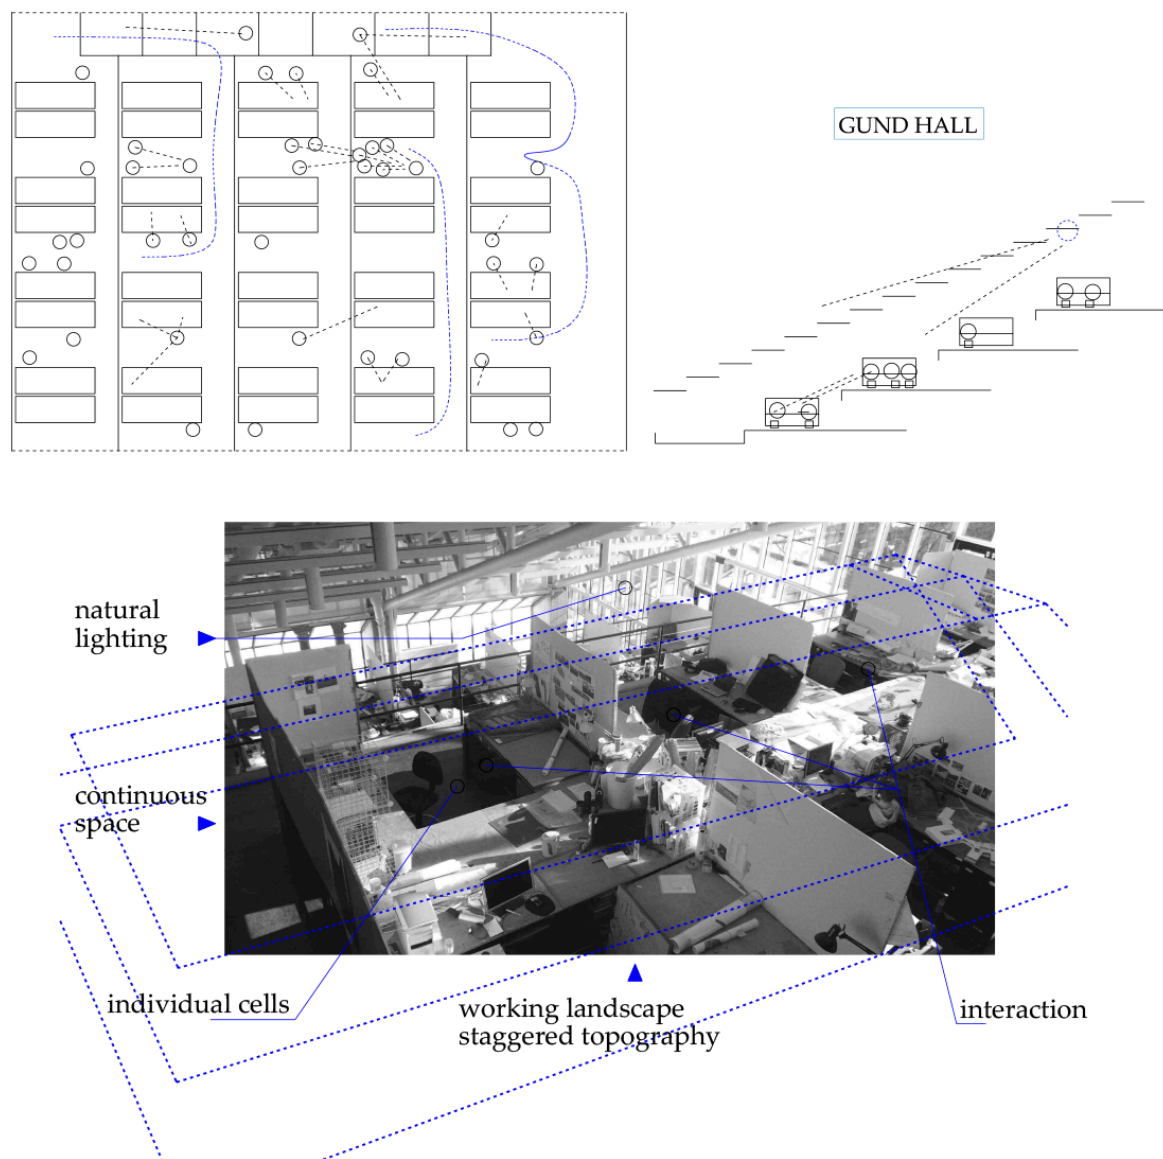 GUND HALL
natural
lighting
continuous
space
individual cells
working landscape
staggered topography
interaction